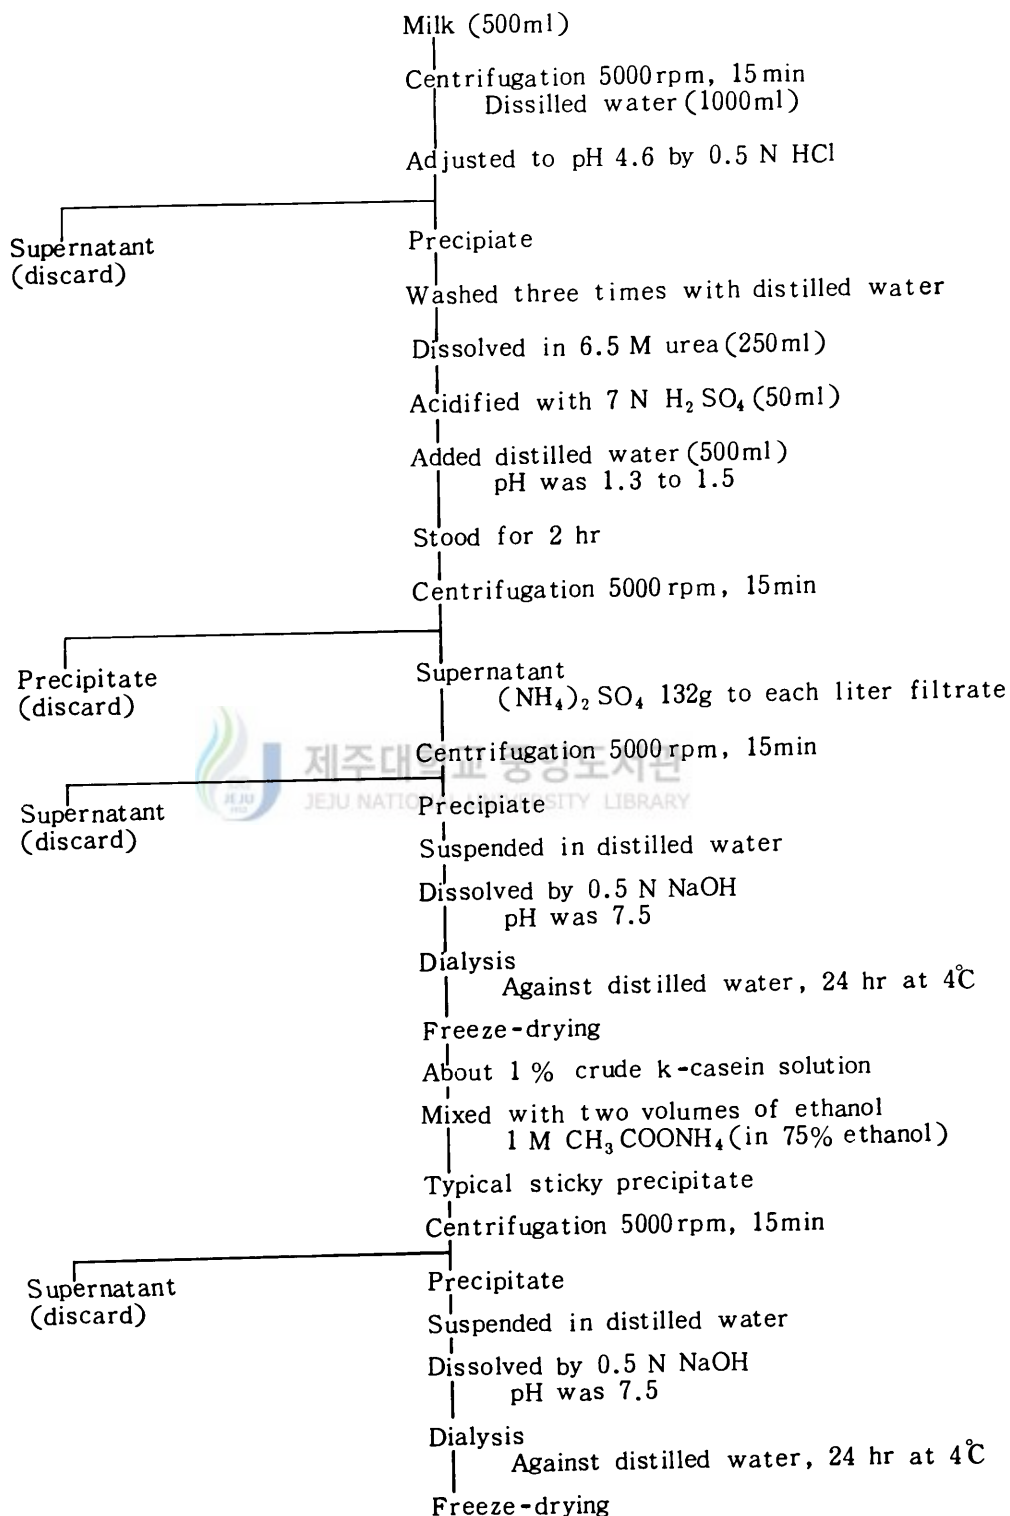 Milk (500ml)
Centrifugation 5000rpm, 15min
Dissilled water (1000ml)
Adjusted to pH 4.6 by 0.5 N HCl
Supernatant
(discard)
Precipiate
Washed three times with distilled water
Dissolved in 6.5 M urea (250ml)
Acidified with 7 N H₂SO₄ (50ml)
Added distilled water (500ml)
pH was 1.3 to 1.5
Stood for 2 hr
Centrifugation 5000rpm, 15min
Precipitate
(discard)
Supernatant
(NH₄)₂SO₄ 132g to each liter filtrate
Centrifugation 5000rpm, 15min
제주대학교 중앙도서관
JEJU NATIONAL UNIVERSITY LIBRARY
JEJU
1952
Supernatant
(discard)
Precipiate
Suspended in distilled water
Dissolved by 0.5 N NaOH
pH was 7.5
Dialysis
Against distilled water, 24 hr at 4℃
Freeze-drying
About 1% crude k-casein solution
Mixed with two volumes of ethanol
1 M CH₃COONH₄ (in 75% ethanol)
Typical sticky precipitate
Centrifugation 5000rpm, 15min
Supernatant
(discard)
Precipitate
Suspended in distilled water
Dissolved by 0.5 N NaOH
pH was 7.5
Dialysis
Against distilled water, 24 hr at 4℃
Freeze-drying